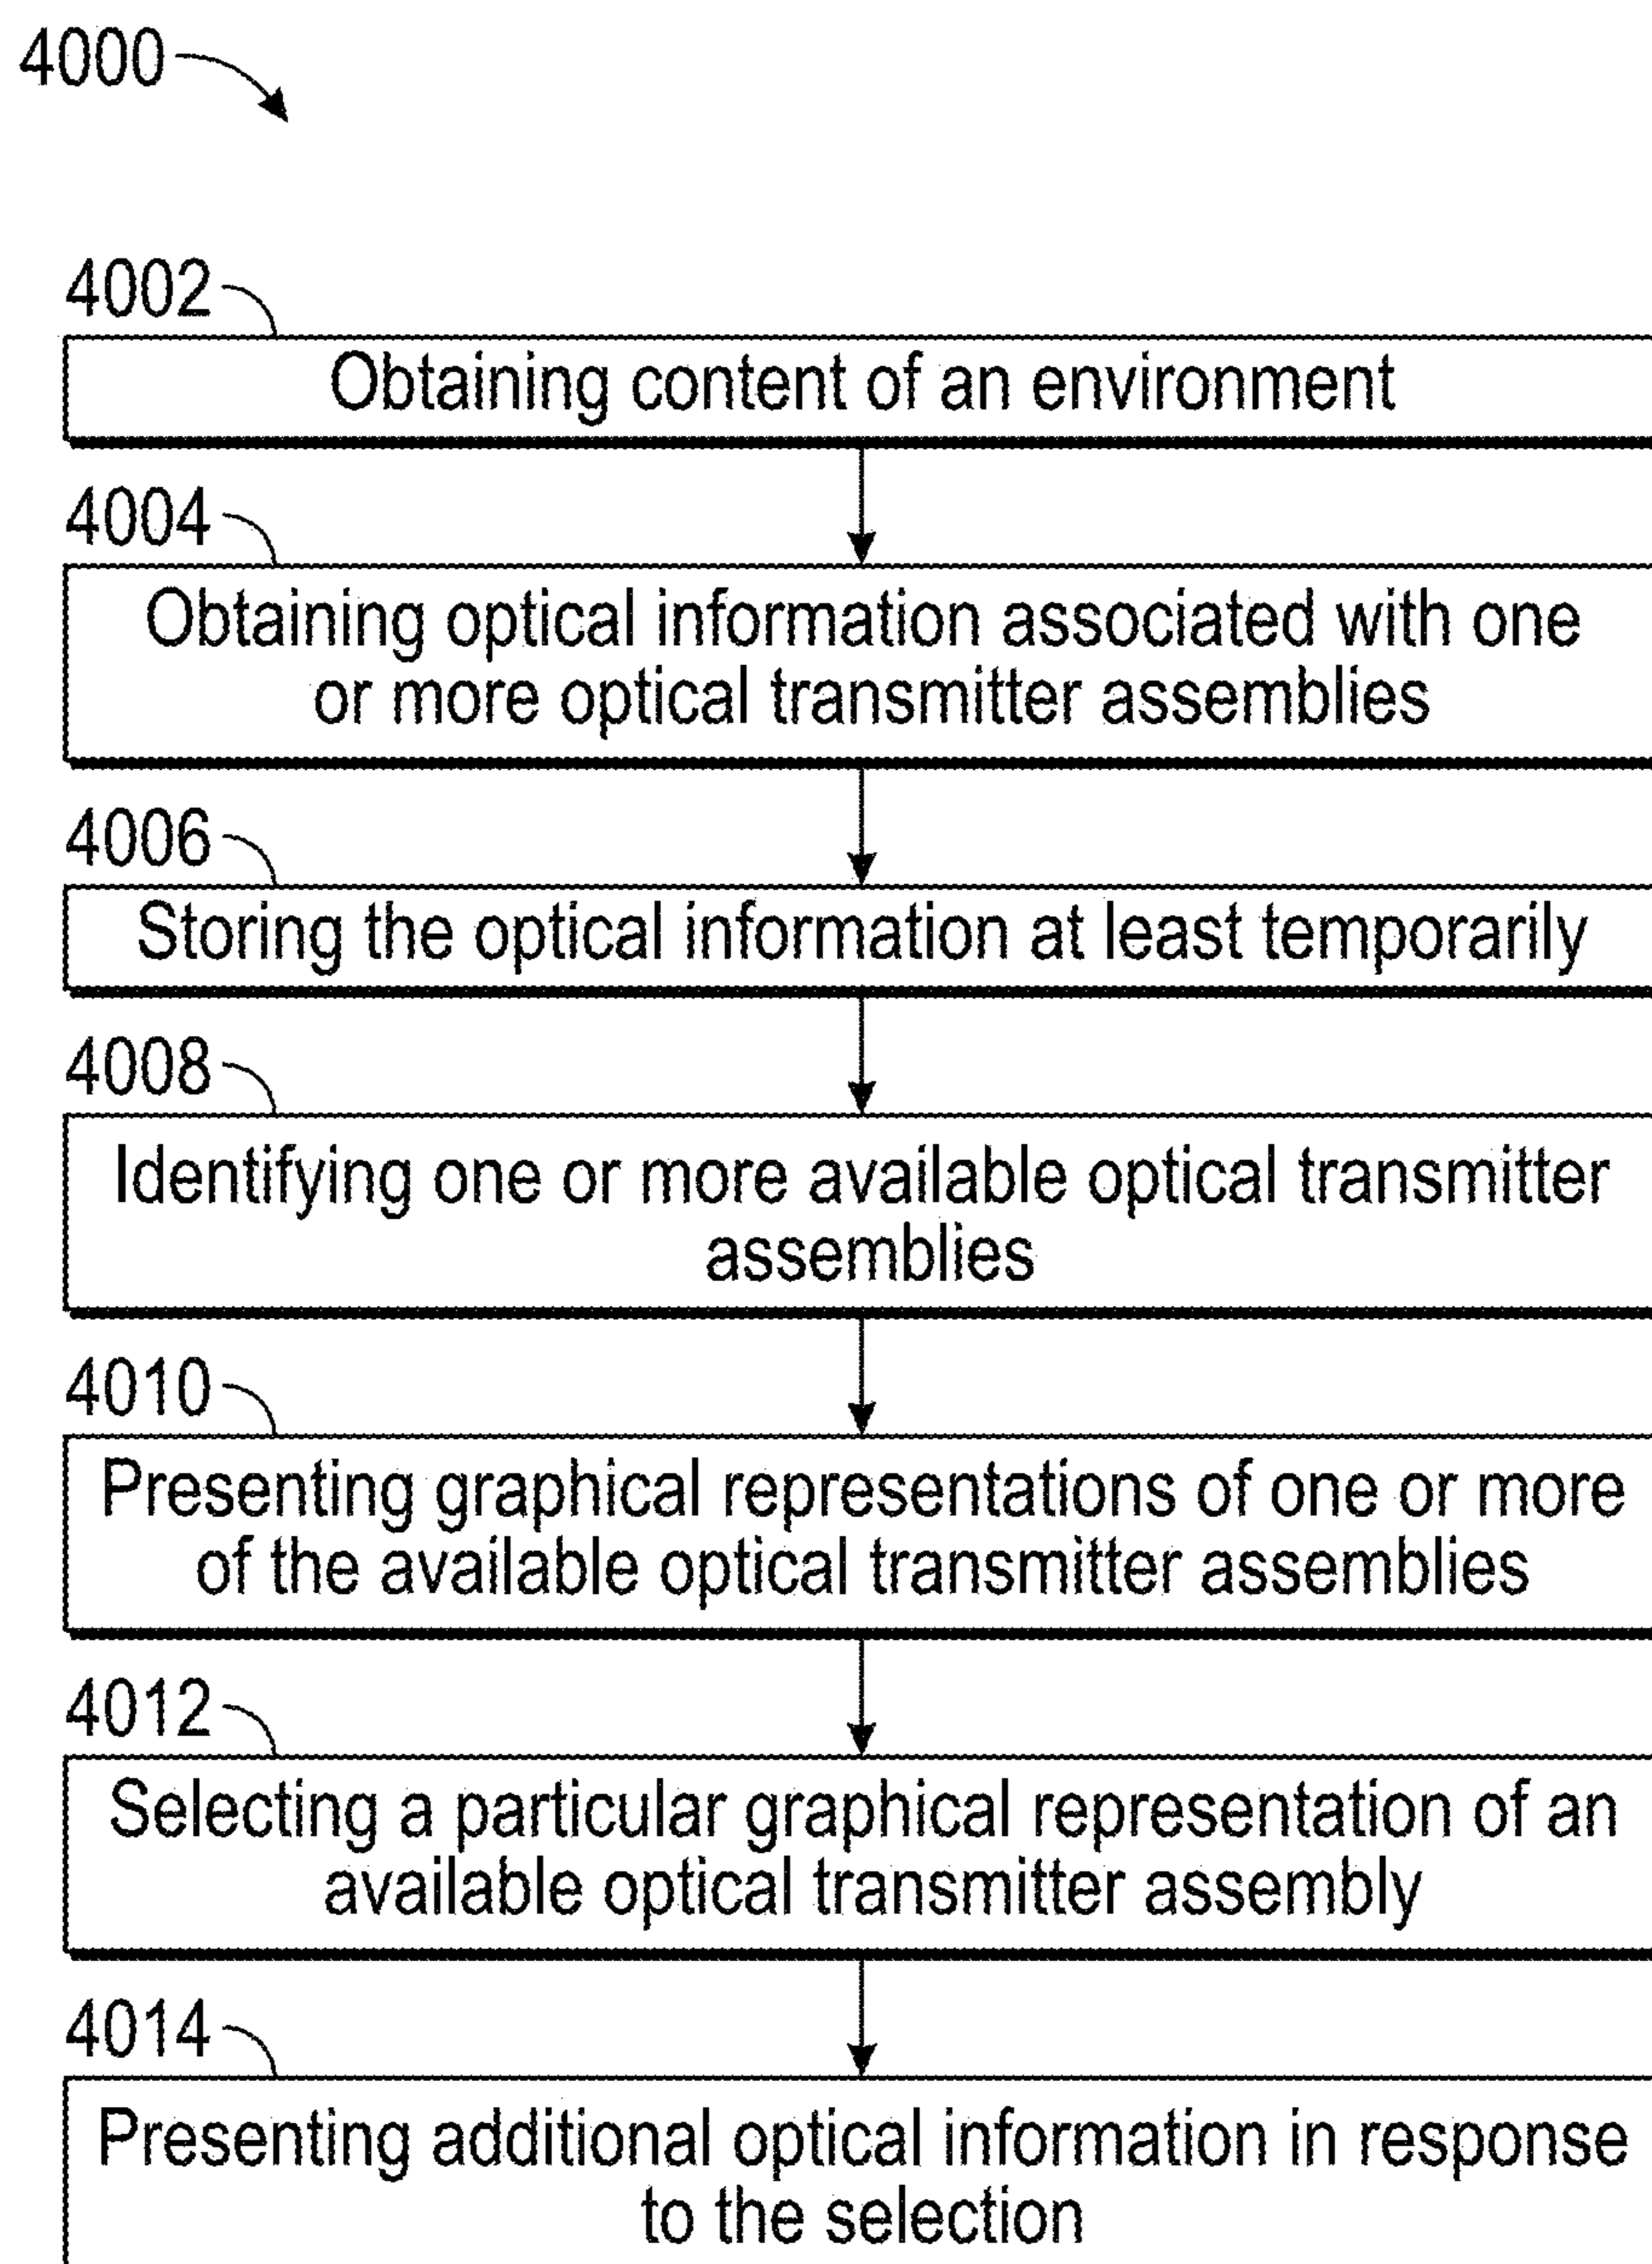 4000
4002
Obtaining content of an environment
4004
Obtaining optical information associated with one
or more optical transmitter assemblies
4006
Storing the optical information at least temporarily
4008
Identifying one or more available optical transmitter
assemblies
4010
Presenting graphical representations of one or more
of the available optical transmitter assemblies
4012
Selecting a particular graphical representation of an
available optical transmitter assembly
4014
Presenting additional optical information in response
to the selection